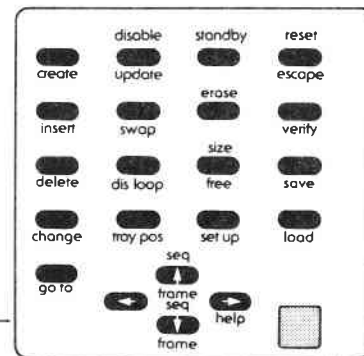 disable standby reset
create update escape
erase
insert swap verify
size
delete dis loop free save
change tray pos set up load
seq
go to
frame
seq
help
frame